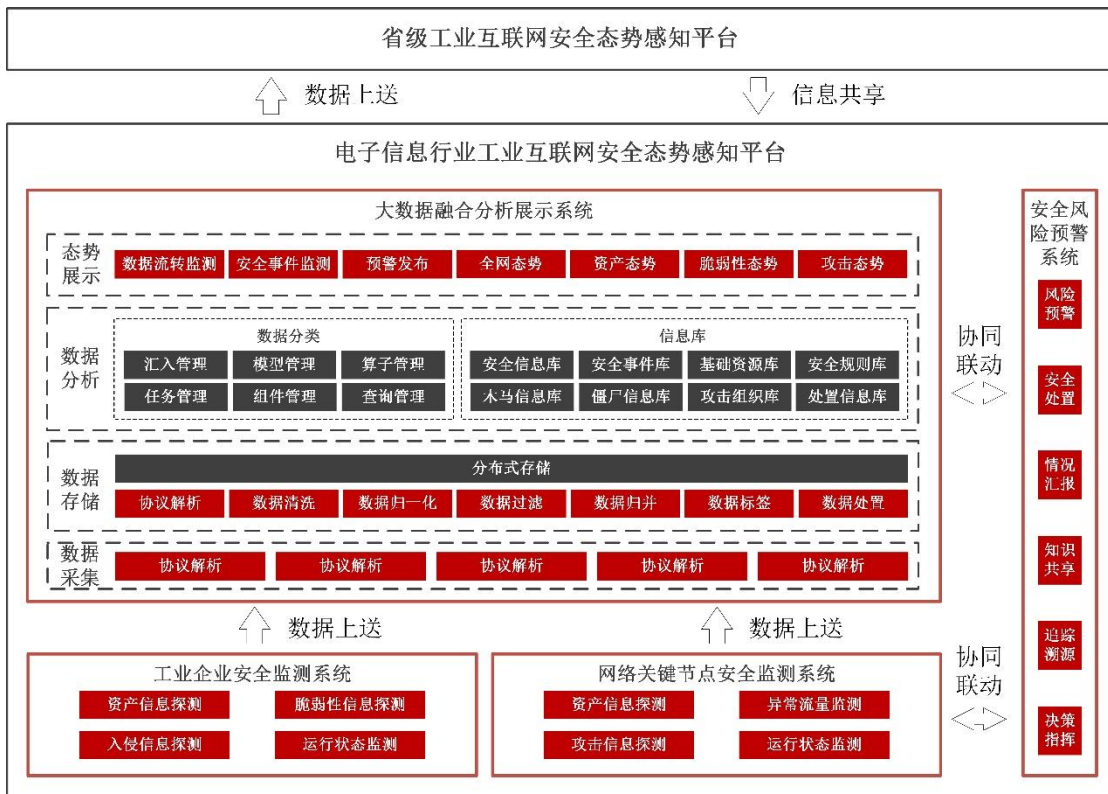 省级工业互联网安全态势感知平台
数据上送
信息共享
电子信息行业工业互联网安全态势感知平台
大数据融合分析展示系统
态势
展示
数据流转监测 安全事件监测 预警发布 全网态势 资产态势 脆弱性态势 攻击态势
数据
分析
数据分类
汇入管理 模型管理 算子管理
任务管理 组件管理 查询管理
信息库
安全信息库 安全事件库 基础资源库 安全规则库
木马信息库 僵尸信息库 攻击组织库 处置信息库
数据
存储
分布式存储
协议解析 数据清洗 数据归一化 数据过滤 数据归并 数据标签 数据处置
数据
采集
协议解析 协议解析 协议解析 协议解析 协议解析
协同
联动
安全风
险预警
系统
风险
预警
安全
处置
情况
汇报
知识
共享
追踪
溯源
决策
指挥
数据上送
数据上送
工业企业安全监测系统
资产信息探测 脆弱性信息探测
入侵信息探测 运行状态监测
网络关键节点安全监测系统
资产信息探测 异常流量监测
攻击信息探测 运行状态监测
协同
联动